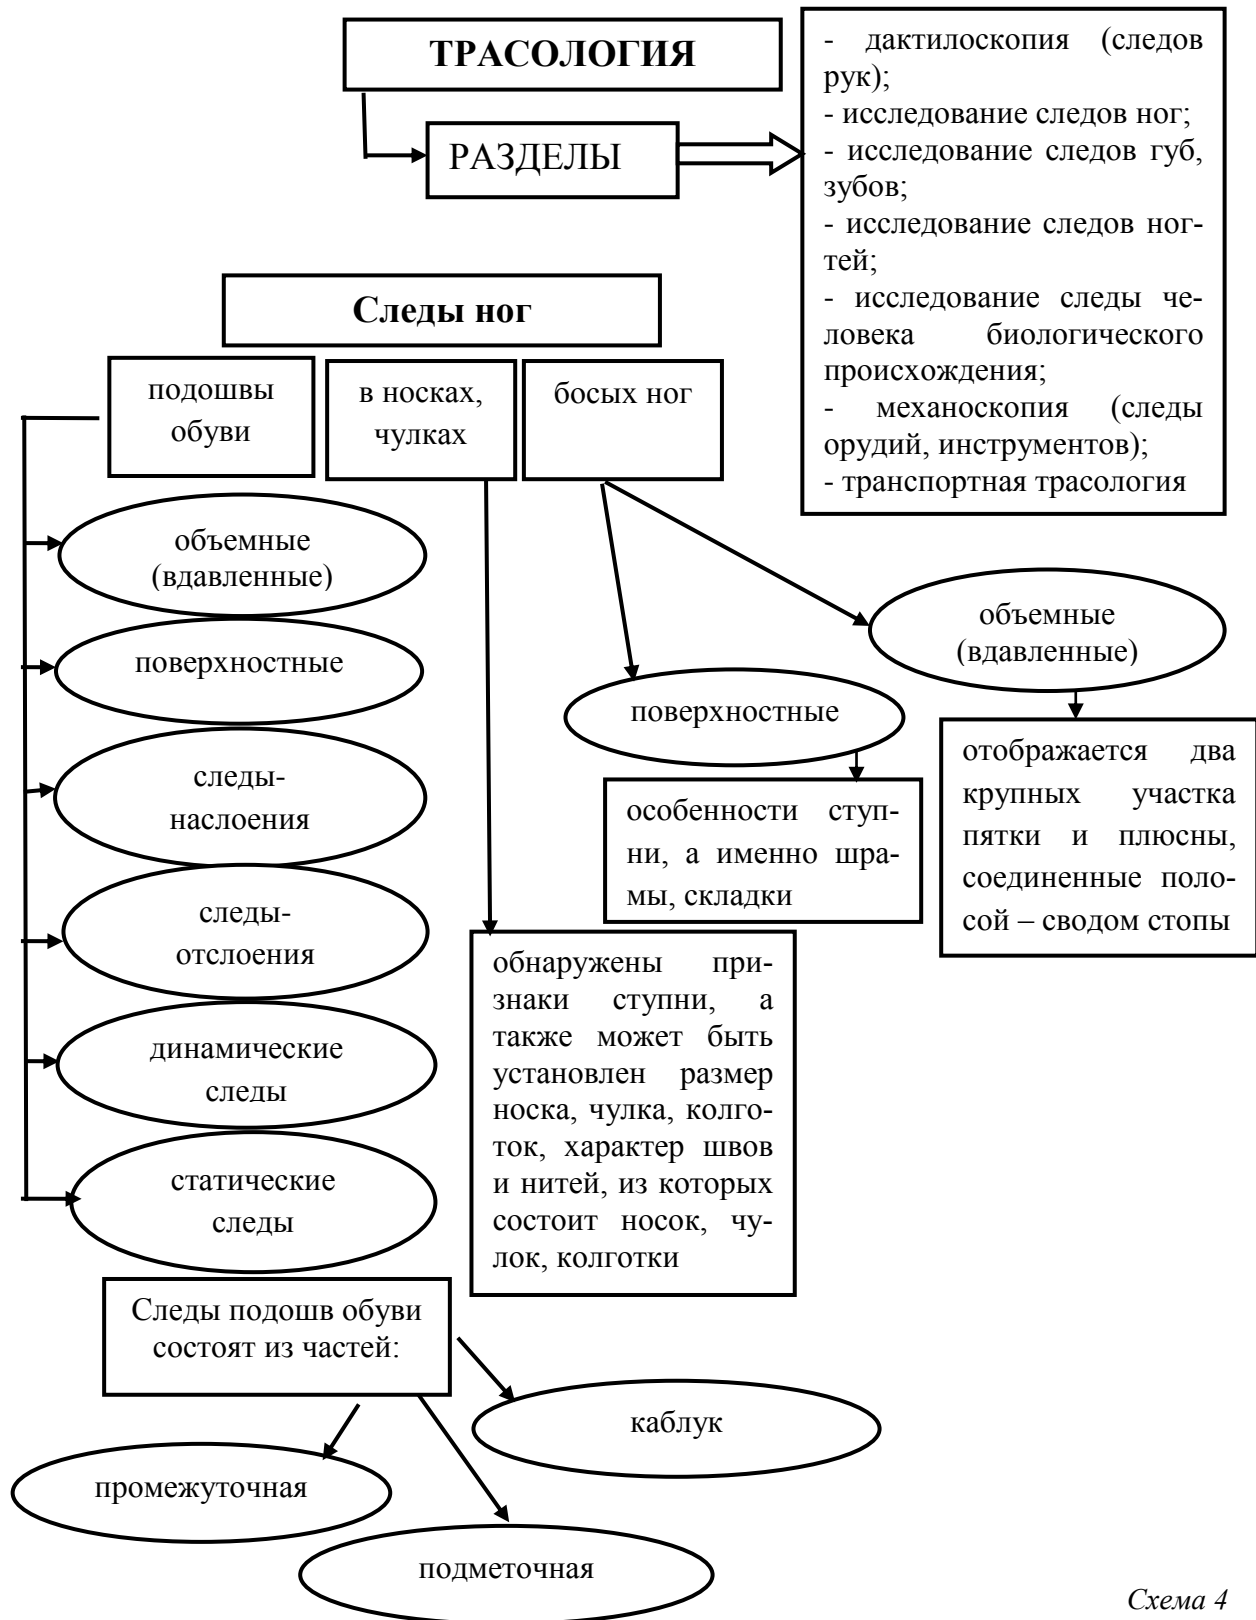 ТРАСОЛОГИЯ
РАЗДЕЛЫ
- дактилоскопия (следов
рук);
- исследование следов ног;
- исследование следов губ,
зубов;
- исследование следов ног-
тей;
- исследование следы че-
ловека биологического
происхождения;
- механоскопия (следы
орудий, инструментов);
- транспортная трасология
Следы ног
подошвы
обуви
в носках,
чулках
босых ног
объемные
(вдавленные)
поверхностные
следы-
наслоения
следы-
отслоения
динамические
следы
статические
следы
обнаружены при-
знаки ступни, а
также может быть
установлен размер
носка, чулка, колго-
ток, характер швов
и нитей, из которых
состоит носок, чу-
лок, колготки
поверхностные
особенности ступ-
ни, а именно шра-
мы, складки
объемные
(вдавленные)
отображается два
крупных участка
пятки и плюсны,
соединенные поло-
сой – сводом стопы
Следы подошв обуви
состоят из частей:
каблук
промежуточная
подметочная
Схема 4